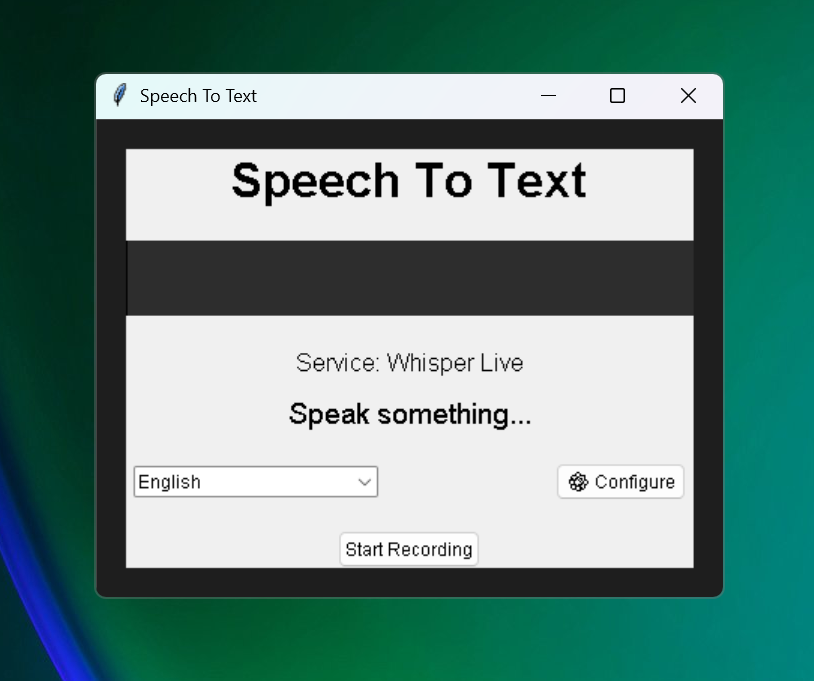 Speech To Text
Speech To Text
Service: Whisper Live
Speak something...
English
Configure
Start Recording